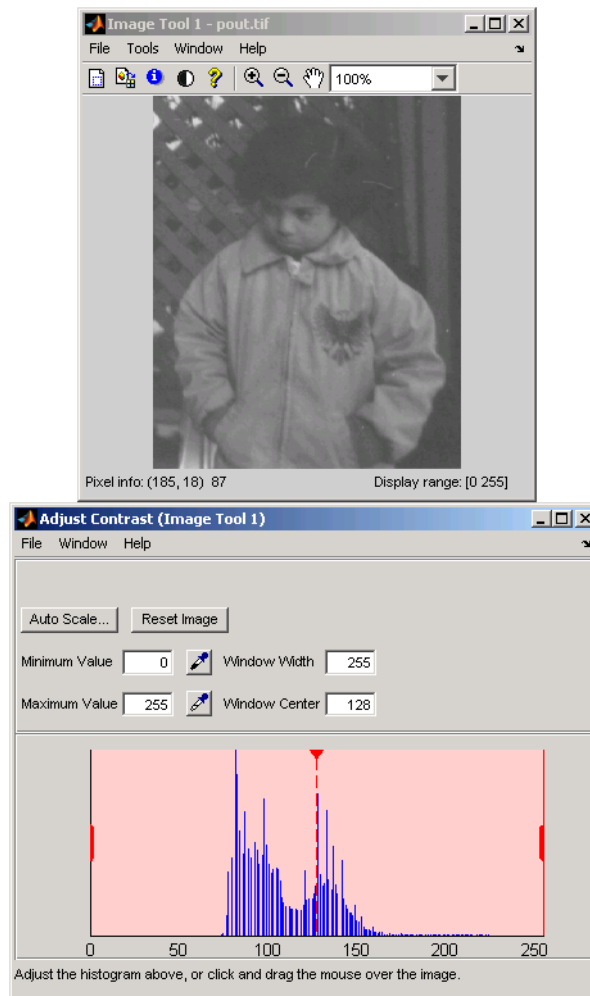 Image Tool 1 - pout.tif
File Tools Window Help
100%
Pixel info: (185, 18) 87 Display range: [0 255]
Adjust Contrast (Image Tool 1)
File Window Help
Auto Scale... Reset Image
Minimum Value 0 Window Width 255
Maximum Value 255 Window Center 128
0 50 100 150 200 250
Adjust the histogram above, or click and drag the mouse over the image.